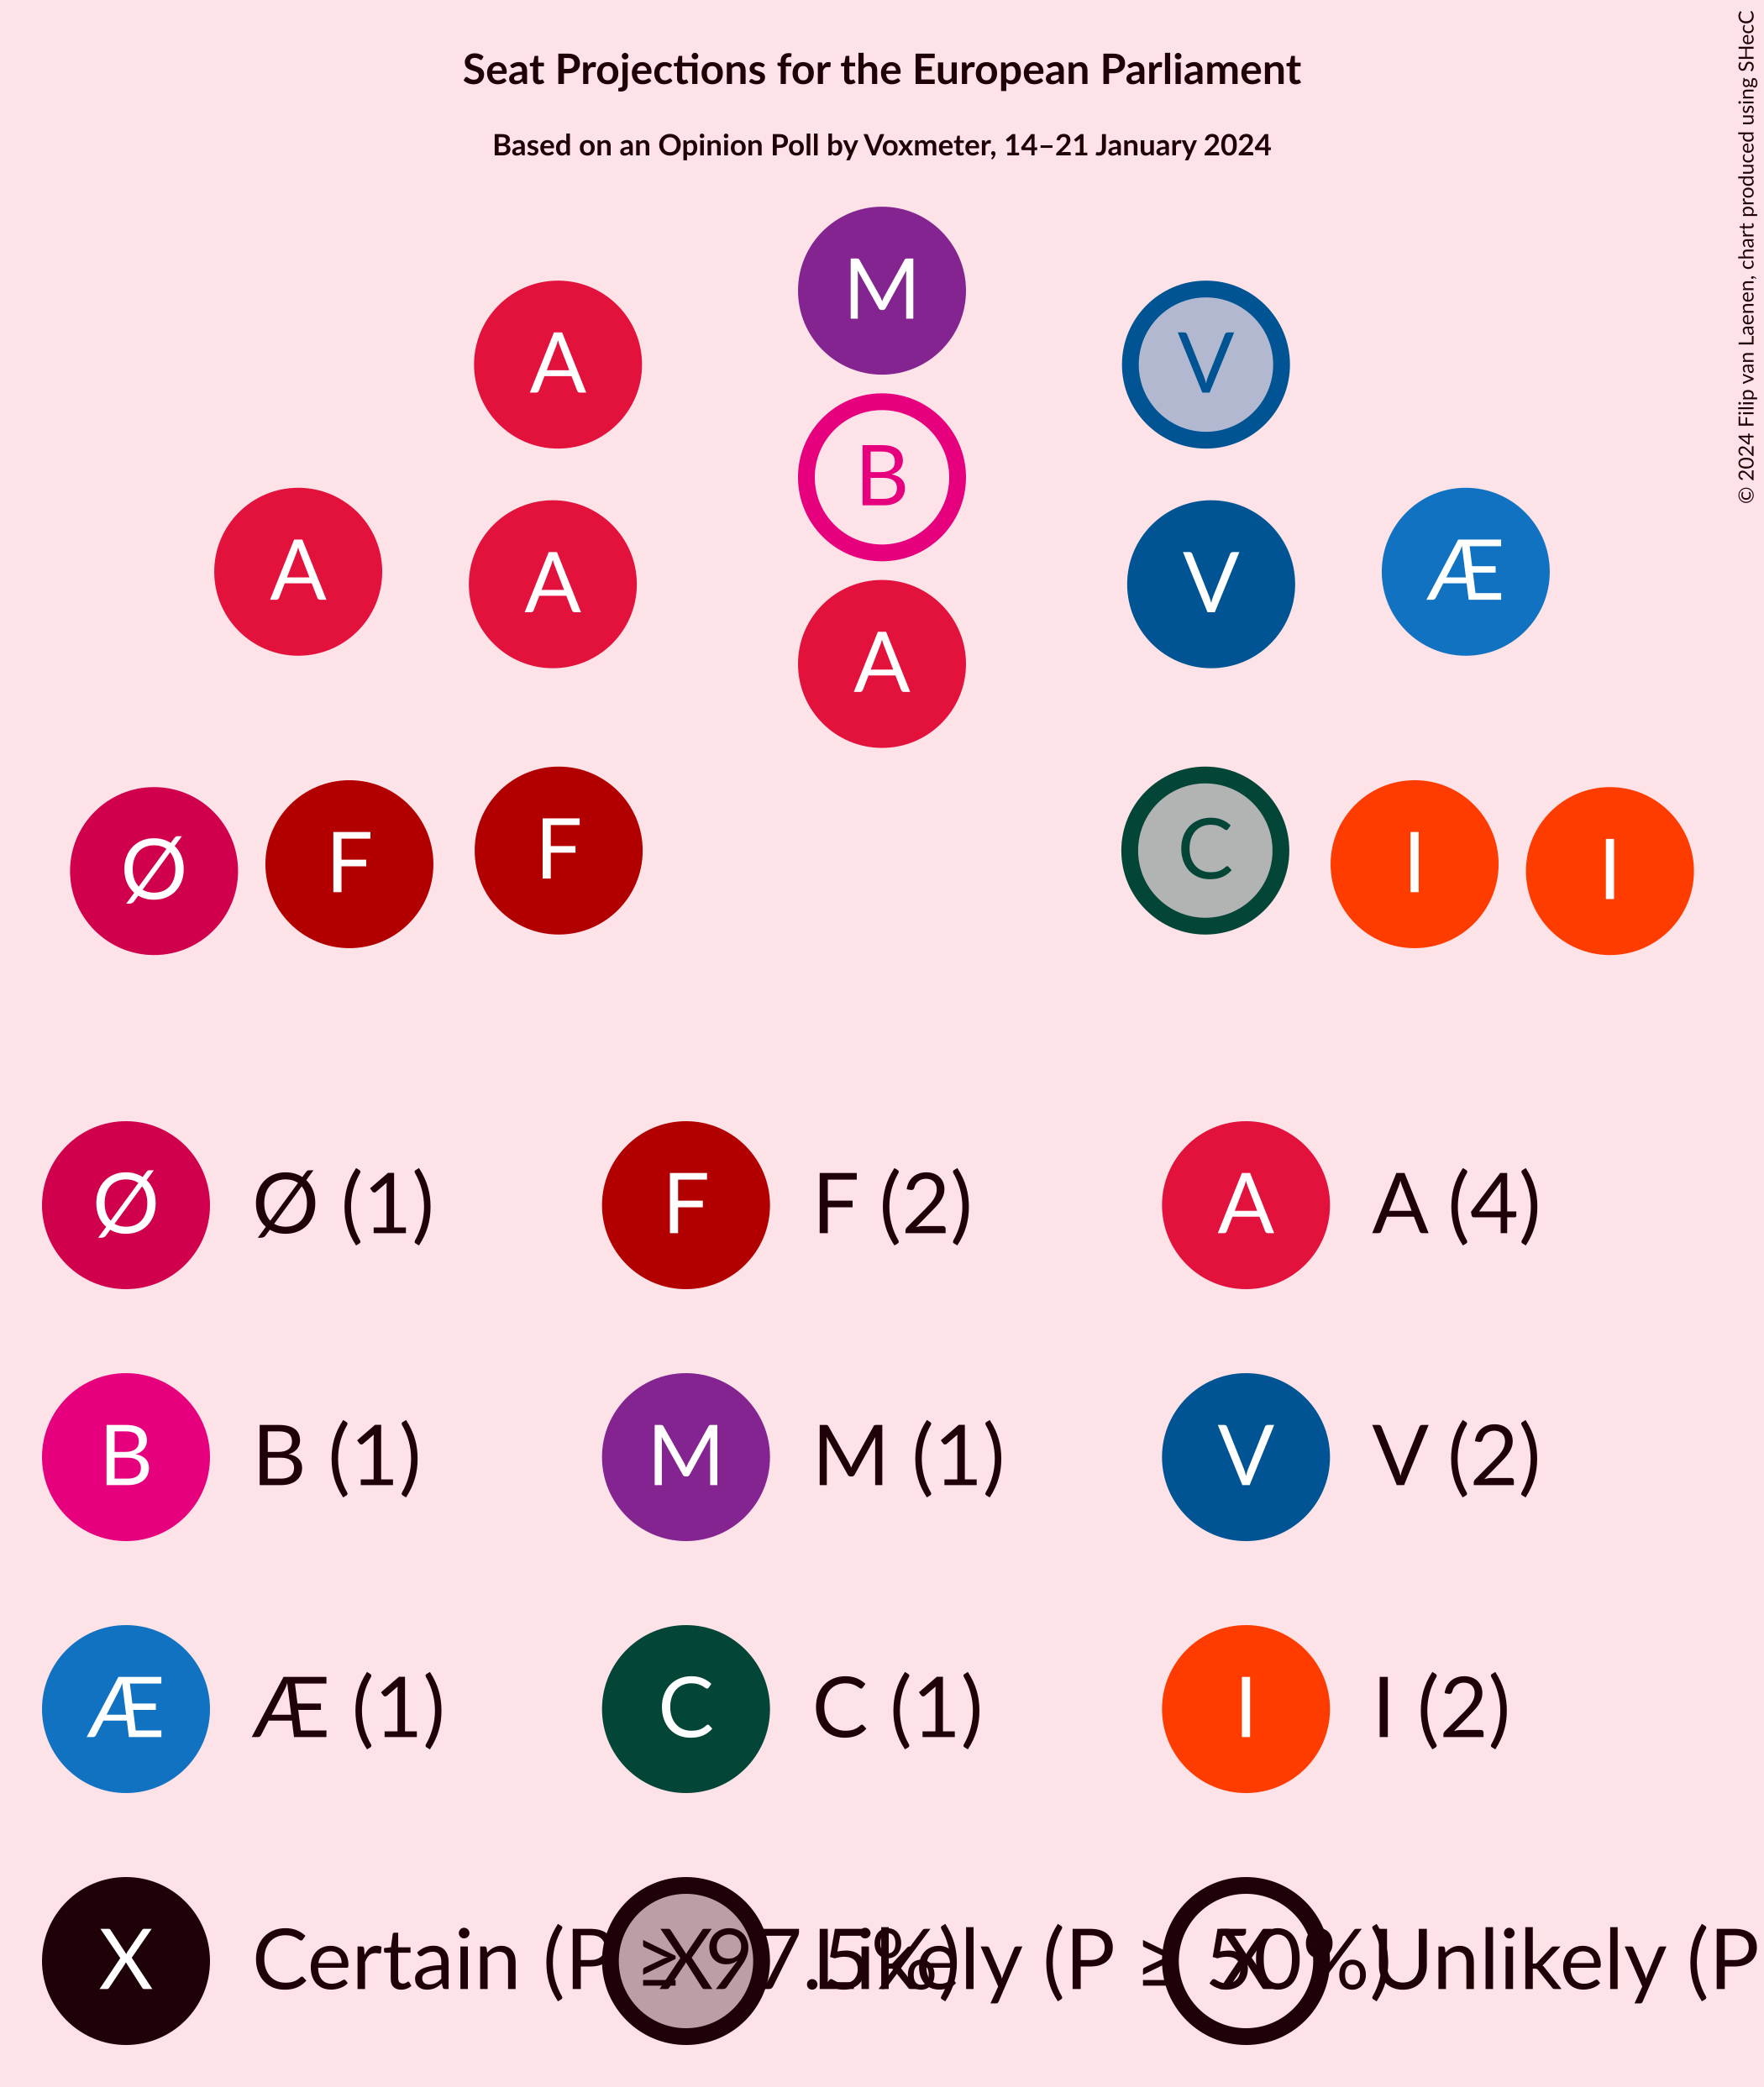 Seat Projections for the European Parliament
Based on an Opinion Poll by Voxmeter, 14–21 January 2024
© 2024 Filip van Laenen, chart produced using SHecC
M
A V
B
A A V Æ
A
Ø F F C I I
Ø Ø (1) F F (2) A A (4)
B B (1) M M (1) V V (2)
Æ Æ (1) C C (1) I I (2)
X Certain (P ≥ 97.5%) X Likely (P ≥ 50%) X Unlikely (P